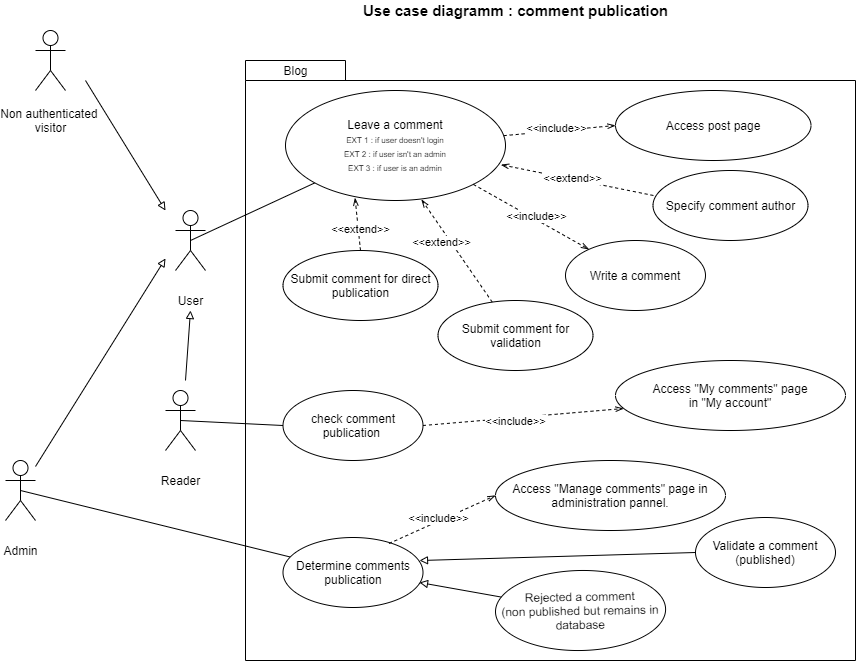 Use case diagramm : comment publication
Blog
Non authenticated
visitor
Leave a comment
EXT 1 : if user doesn't login
EXT 2 : if user isn't an admin
EXT 3 : if user is an admin
<<include>>
Access post page
<<extend>>
Specify comment author
<<include>>
Write a comment
<<extend>>
<<extend>>
User
Submit comment for direct
publication
Submit comment for
validation
Reader
check comment
publication
<<include>>
Access "My comments" page
in "My account"
Admin
Access "Manage comments" page in
administration pannel.
<<include>>
Determine comments
publication
Validate a comment
(published)
Rejected a comment
(non published but remains in
database